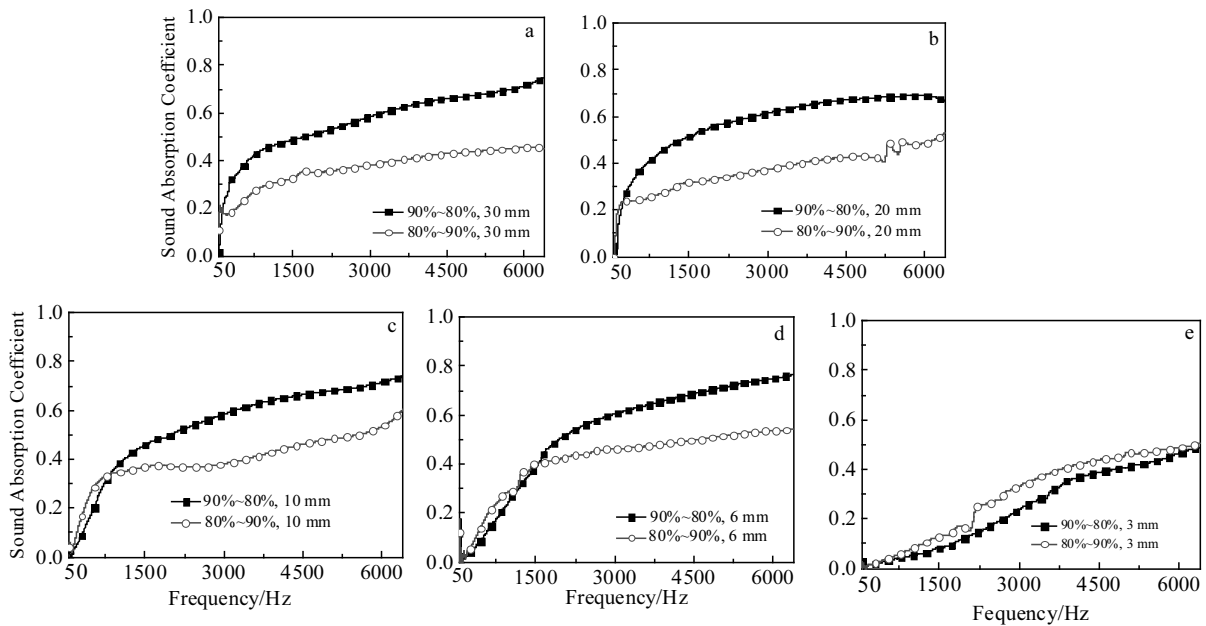 a
1.0
0.8
0.6
0.4
0.2
0.0
Sound Absorption Coefficient
90%~80%, 30 mm
80%~90%, 30 mm
50 1500 3000 4500 6000
b
1.0
0.8
0.6
0.4
0.2
0.0
90%~80%, 20 mm
80%~90%, 20 mm
50 1500 3000 4500 6000
c
1.0
0.8
0.6
0.4
0.2
0.0
Sound Absorption Coefficient
90%~80%, 10 mm
80%~90%, 10 mm
50 1500 3000 4500 6000
Frequency/Hz
d
1.0
0.8
0.6
0.4
0.2
0.0
90%~80%, 6 mm
80%~90%, 6 mm
50 1500 3000 4500 6000
Frequency/Hz
e
1.0
0.8
0.6
0.4
0.2
0.0
90%~80%, 3 mm
80%~90%, 3 mm
50 1500 3000 4500 6000
Fequency/Hz